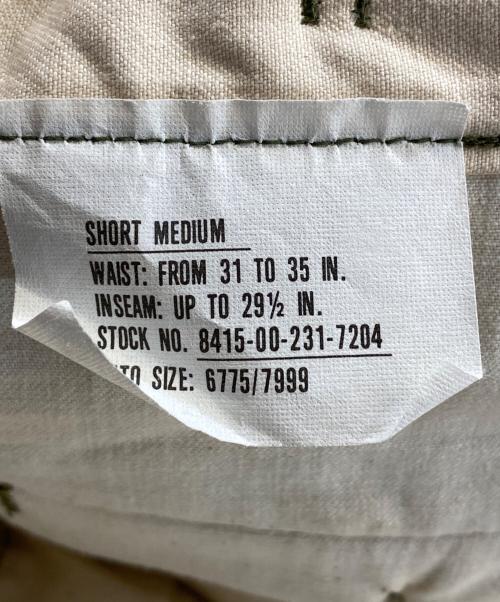 SHORT MEDIUM
WAIST: FROM 31 TO 35 IN.
INSEAM: UP TO 29½ IN.
STOCK NO. 8415-00-231-7204
SIZE: 6775/7999